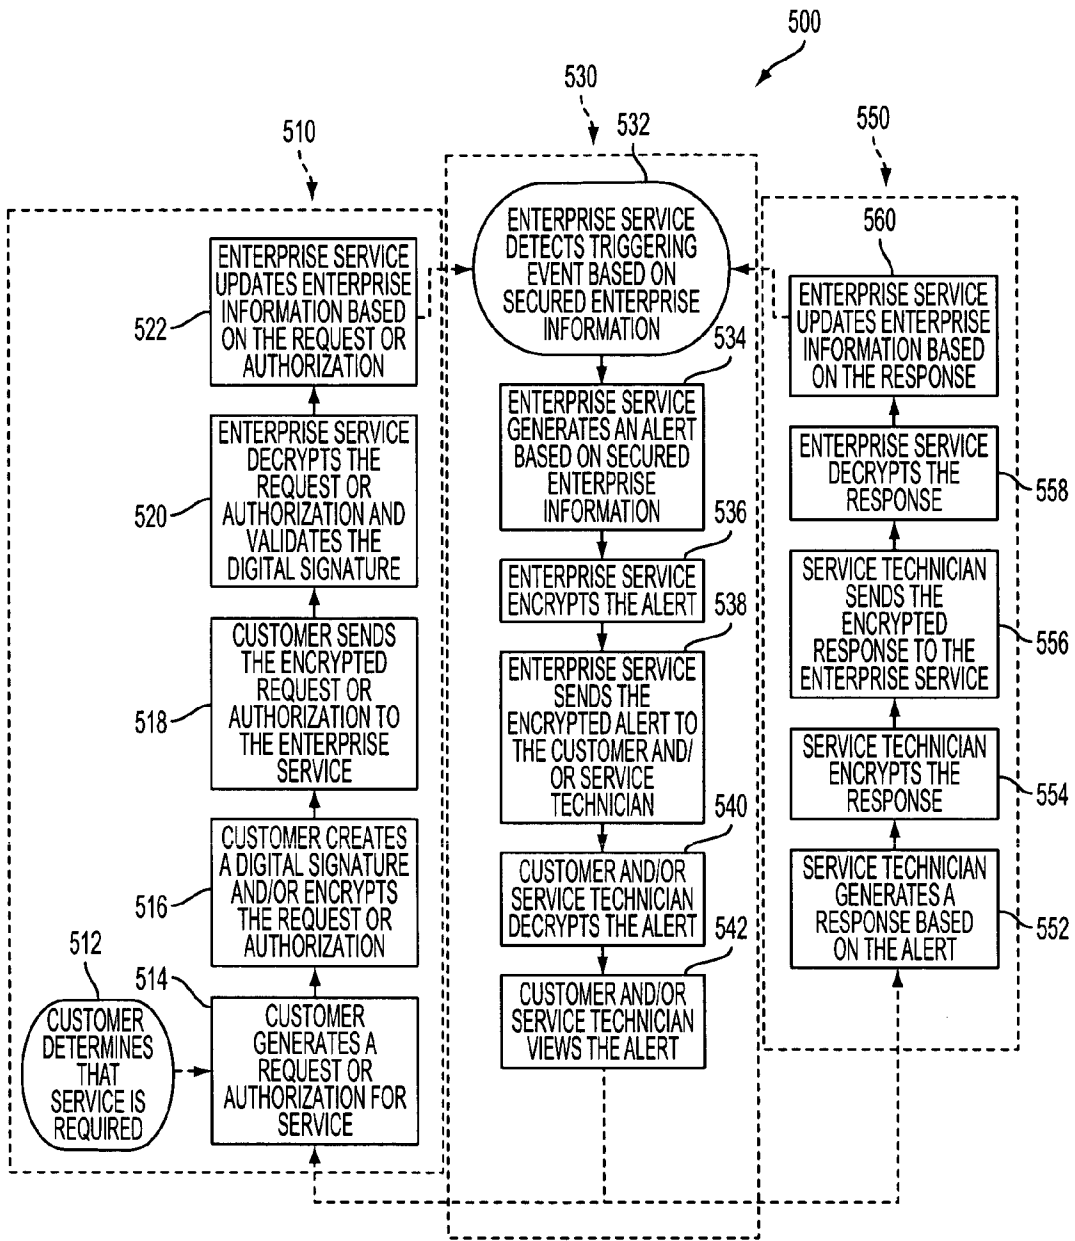 500
530
532
510
550
560
ENTERPRISE SERVICE
UPDATES ENTERPRISE
INFORMATION BASED
ON THE REQUEST OR
AUTHORIZATION
522
ENTERPRISE SERVICE
DECRYPTS THE
REQUEST OR
AUTHORIZATION AND
VALIDATES THE
DIGITAL SIGNATURE
520
CUSTOMER SENDS
THE ENCRYPTED
REQUEST OR
AUTHORIZATION TO
THE ENTERPRISE
SERVICE
518
CUSTOMER CREATES
A DIGITAL SIGNATURE
AND/OR ENCRYPTS
THE REQUEST OR
AUTHORIZATION
516
512
514
CUSTOMER
DETERMINES
THAT
SERVICE IS
REQUIRED
CUSTOMER
GENERATES A
REQUEST OR
AUTHORIZATION FOR
SERVICE
ENTERPRISE SERVICE
DETECTS TRIGGERING
EVENT BASED ON
SECURED ENTERPRISE
INFORMATION
534
ENTERPRISE SERVICE
GENERATES AN ALERT
BASED ON SECURED
ENTERPRISE
INFORMATION
536
ENTERPRISE SERVICE
ENCRYPTS THE ALERT
538
ENTERPRISE SERVICE
SENDS THE
ENCRYPTED ALERT TO
THE CUSTOMER AND/
OR SERVICE
TECHNICIAN
540
CUSTOMER AND/OR
SERVICE TECHNICIAN
DECRYPTS THE ALERT
542
CUSTOMER AND/OR
SERVICE TECHNICIAN
VIEWS THE ALERT
ENTERPRISE SERVICE
UPDATES ENTERPRISE
INFORMATION BASED
ON THE RESPONSE
ENTERPRISE SERVICE
DECRYPTS THE
RESPONSE
558
SERVICE TECHNICIAN
SENDS THE
ENCRYPTED
RESPONSE TO THE
ENTERPRISE SERVICE
556
SERVICE TECHNICIAN
ENCRYPTS THE
RESPONSE
554
SERVICE TECHNICIAN
GENERATES A
RESPONSE BASED
ON THE ALERT
552